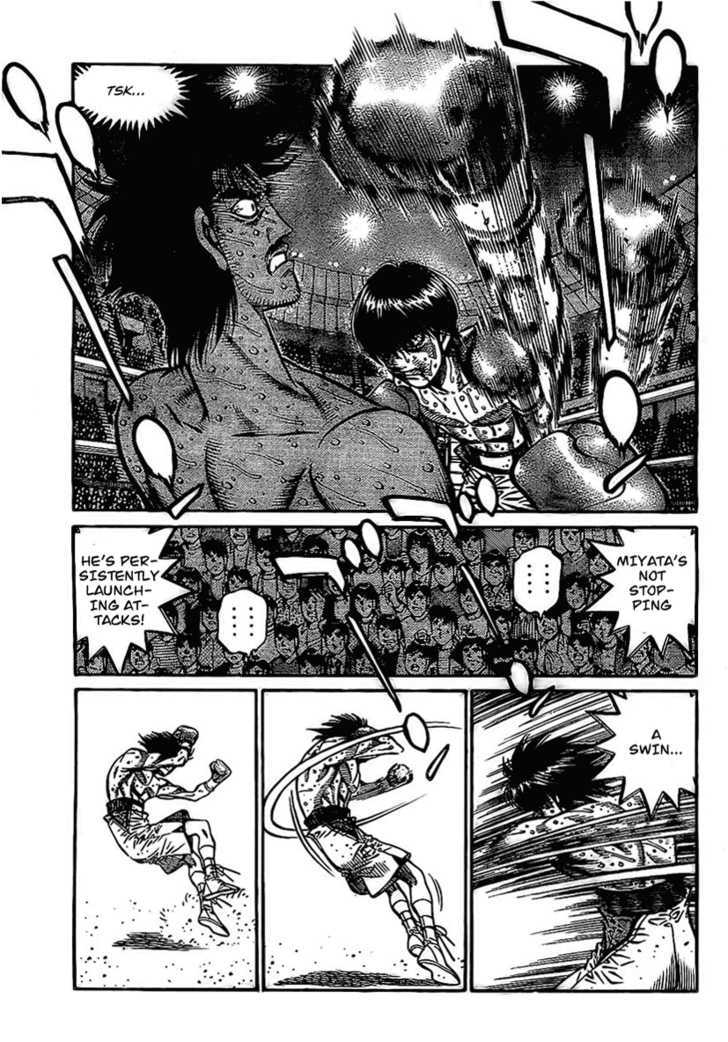 TSK...
MIYATA'S
NOT
STOP-
PING
......
......
HE'S PER-
SISTENTLY
LAUNCH-
ING AT-
TACKS!
A
SWIN...